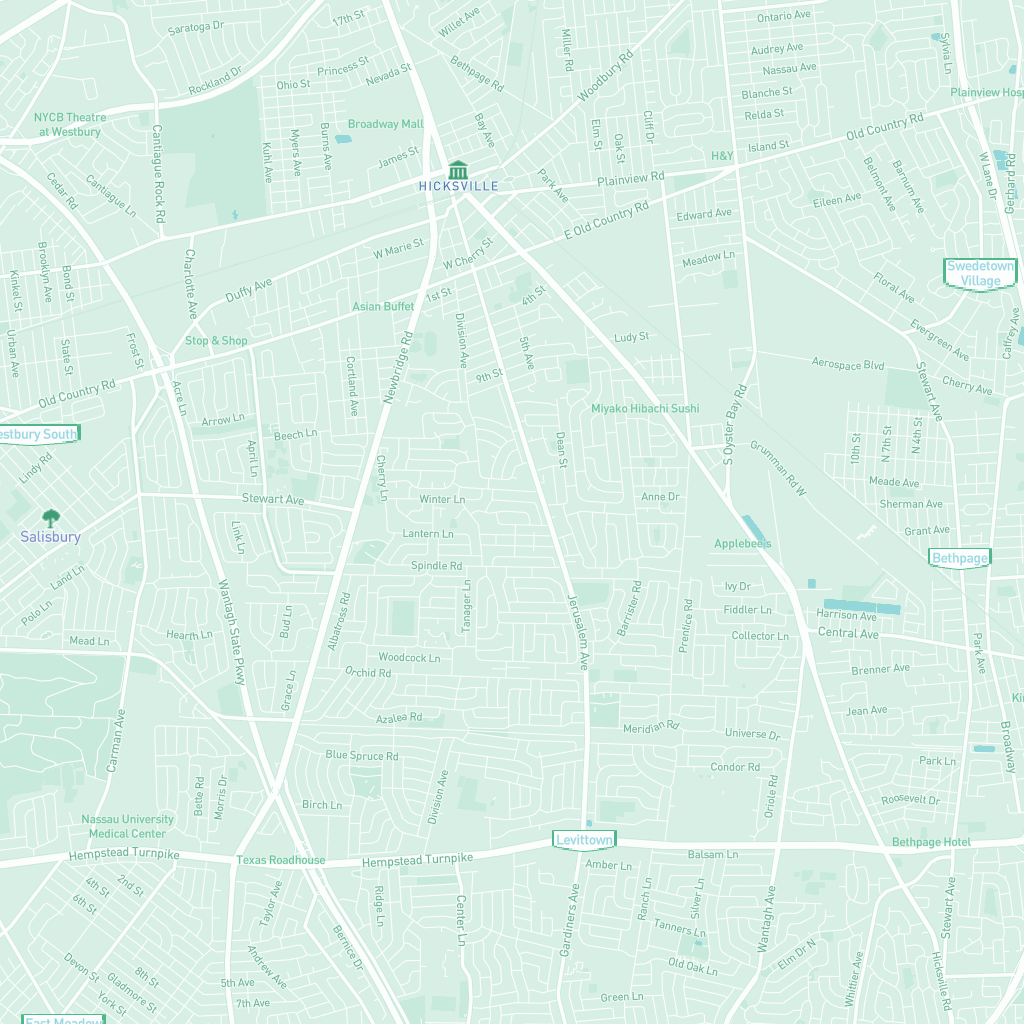 17th St
Willet Ave
Ontario Ave
Saratoga Dr
Miller Rd
Sylvia Ln
Audrey Ave
Princess St
Nevada St
Bethpage Rd
Woodbury Rd
Nassau Ave
Rockland Dr
Ohio St
Blanche St
Plainview Hosp
NYCB Theatre
at Westbury
Broadway Mall
Bay Ave
Cliff Dr
Relda St
Old Country Rd
Cantiague Rock Rd
Kuhl Ave
Myers Ave
Burns Ave
Elm St
Oak St
James St
H&Y
Island St
W Lane Dr
Gerhard Rd
Cedar Rd
Cantiague Ln
HICKSVILLE
Park Ave
Plainview Rd
Belmont Ave
Barnum Ave
Eileen Ave
Edward Ave
E Old Country Rd
W Marie St
W Cherry St
Meadow Ln
Kinkel St
Brooklyn Ave
Bond St
Charlotte Ave
Swedetown
Village
Duffy Ave
1st St
4th St
Floral Ave
Asian Buffet
Urban Ave
State St
Frost St
Stop & Shop
Division Ave
5th Ave
Ludy St
Evergreen Ave
Caffrey Ave
Newbridge Rd
Aerospace Blvd
Old Country Rd
Acre Ln
Cortland Ave
9th St
Stewart Ave
Cherry Ave
Arrow Ln
Miyako Hibachi Sushi
S Oyster Bay Rd
estbury South
Beech Ln
10th St
N 7th St
N 4th St
Lindy Rd
April Ln
Cherry Ln
Dean St
Grumman Rd W
Meade Ave
Stewart Ave
Winter Ln
Anne Dr
Sherman Ave
Salisbury
Link Ln
Lantern Ln
Grant Ave
Applebee's
Bethpage
Land Ln
Spindle Rd
Ivy Dr
Polo Ln
Wantagh State Pkwy
Bud Ln
Albatross Rd
Tanager Ln
Jerusalem Ave
Barrister Rd
Prentice Rd
Fiddler Ln
Harrison Ave
Mead Ln
Hearth Ln
Collector Ln
Central Ave
Park Ave
Woodcock Ln
Orchid Rd
Brenner Ave
Grace Ln
Carman Ave
Azalea Rd
Meridian Rd
Jean Ave
Universe Dr
Broadway
Blue Spruce Rd
Condor Rd
Park Ln
Bette Rd
Morris Dr
Birch Ln
Division Ave
Oriole Rd
Roosevelt Dr
Nassau University
Medical Center
Levittown
Bethpage Hotel
Hempstead Turnpike
Texas Roadhouse
Hempstead Turnpike
Balsam Ln
Amber Ln
4th St
2nd St
6th St
Taylor Ave
Ridge Ln
Center Ln
Gardiners Ave
Ranch Ln
Silver Ln
Wantagh Ave
Stewart Ave
Tanners Ln
Bernice Dr
Andrew Ave
Elm Dr N
Devon St
8th St
Gladmore St
York St
5th Ave
7th Ave
Old Oak Ln
Green Ln
Whittier Ave
Hicksville Rd
East Meadow